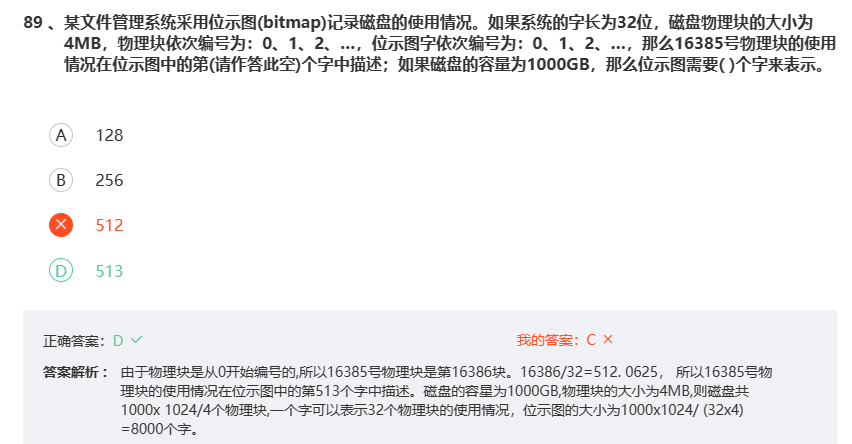 89 、某文件管理系统采用位示图(bitmap)记录磁盘的使用情况。如果系统的字长为32位，磁盘物理块的大小为
4MB，物理块依次编号为：0、1、2、...，位示图字依次编号为：0、1、2、...，那么16385号物理块的使用
情况在位示图中的第(请作答此空)个字中描述；如果磁盘的容量为1000GB，那么位示图需要( )个字来表示。
A 128
B 256
× 512
D 513
正确答案：D ✓ 我的答案：C ×
答案解析： 由于物理块是从0开始编号的,所以16385号物理块是第16386块。16386/32=512. 0625， 所以16385号物
理块的使用情况在位示图中的第513个字中描述。磁盘的容量为1000GB,物理块的大小为4MB,则磁盘共
1000x 1024/4个物理块,一个字可以表示32个物理块的使用情况，位示图的大小为1000x1024/ (32x4)
=8000个字。